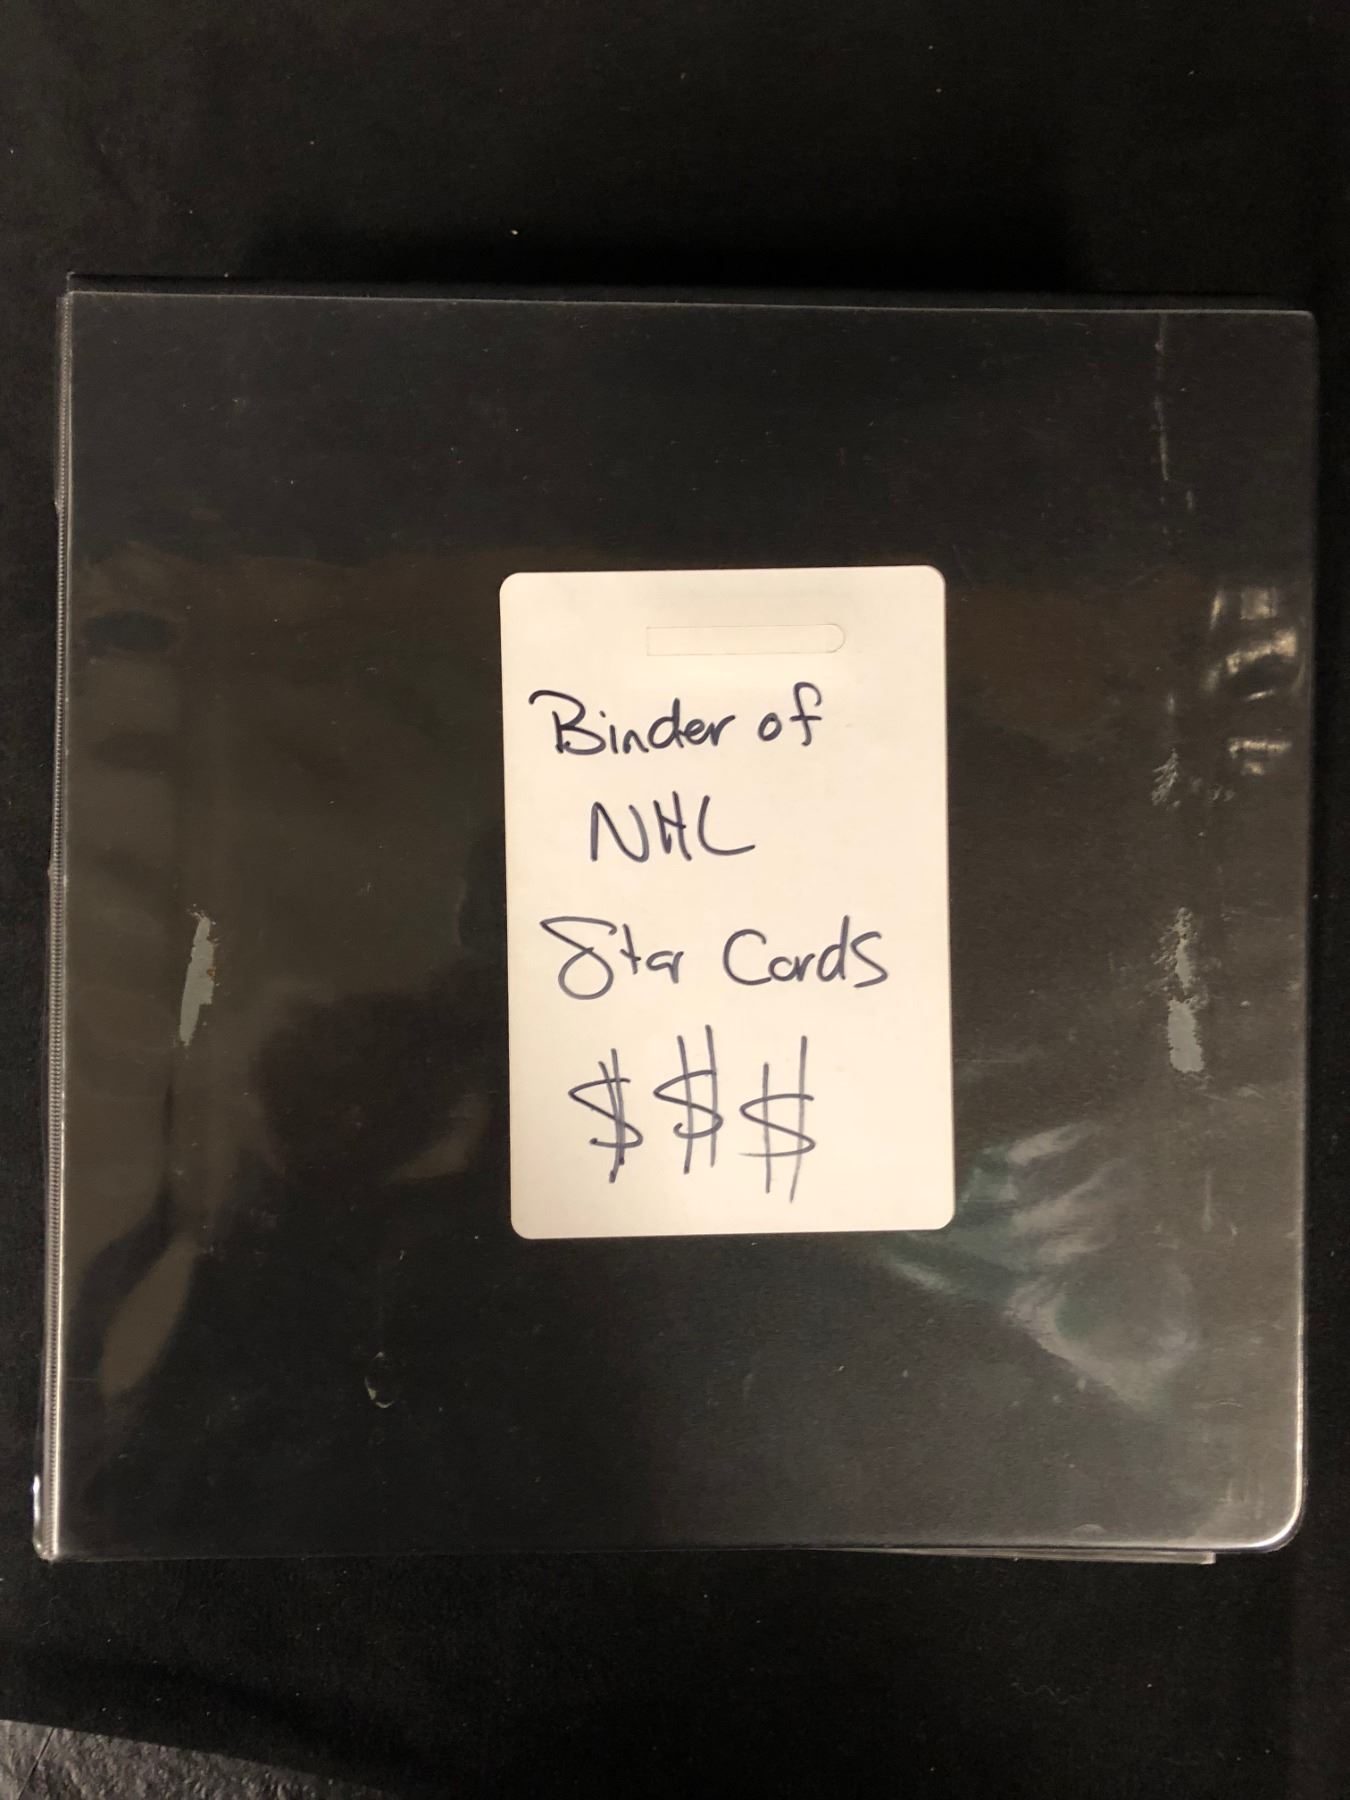 Binder of
NHL
Star Cards
$$$